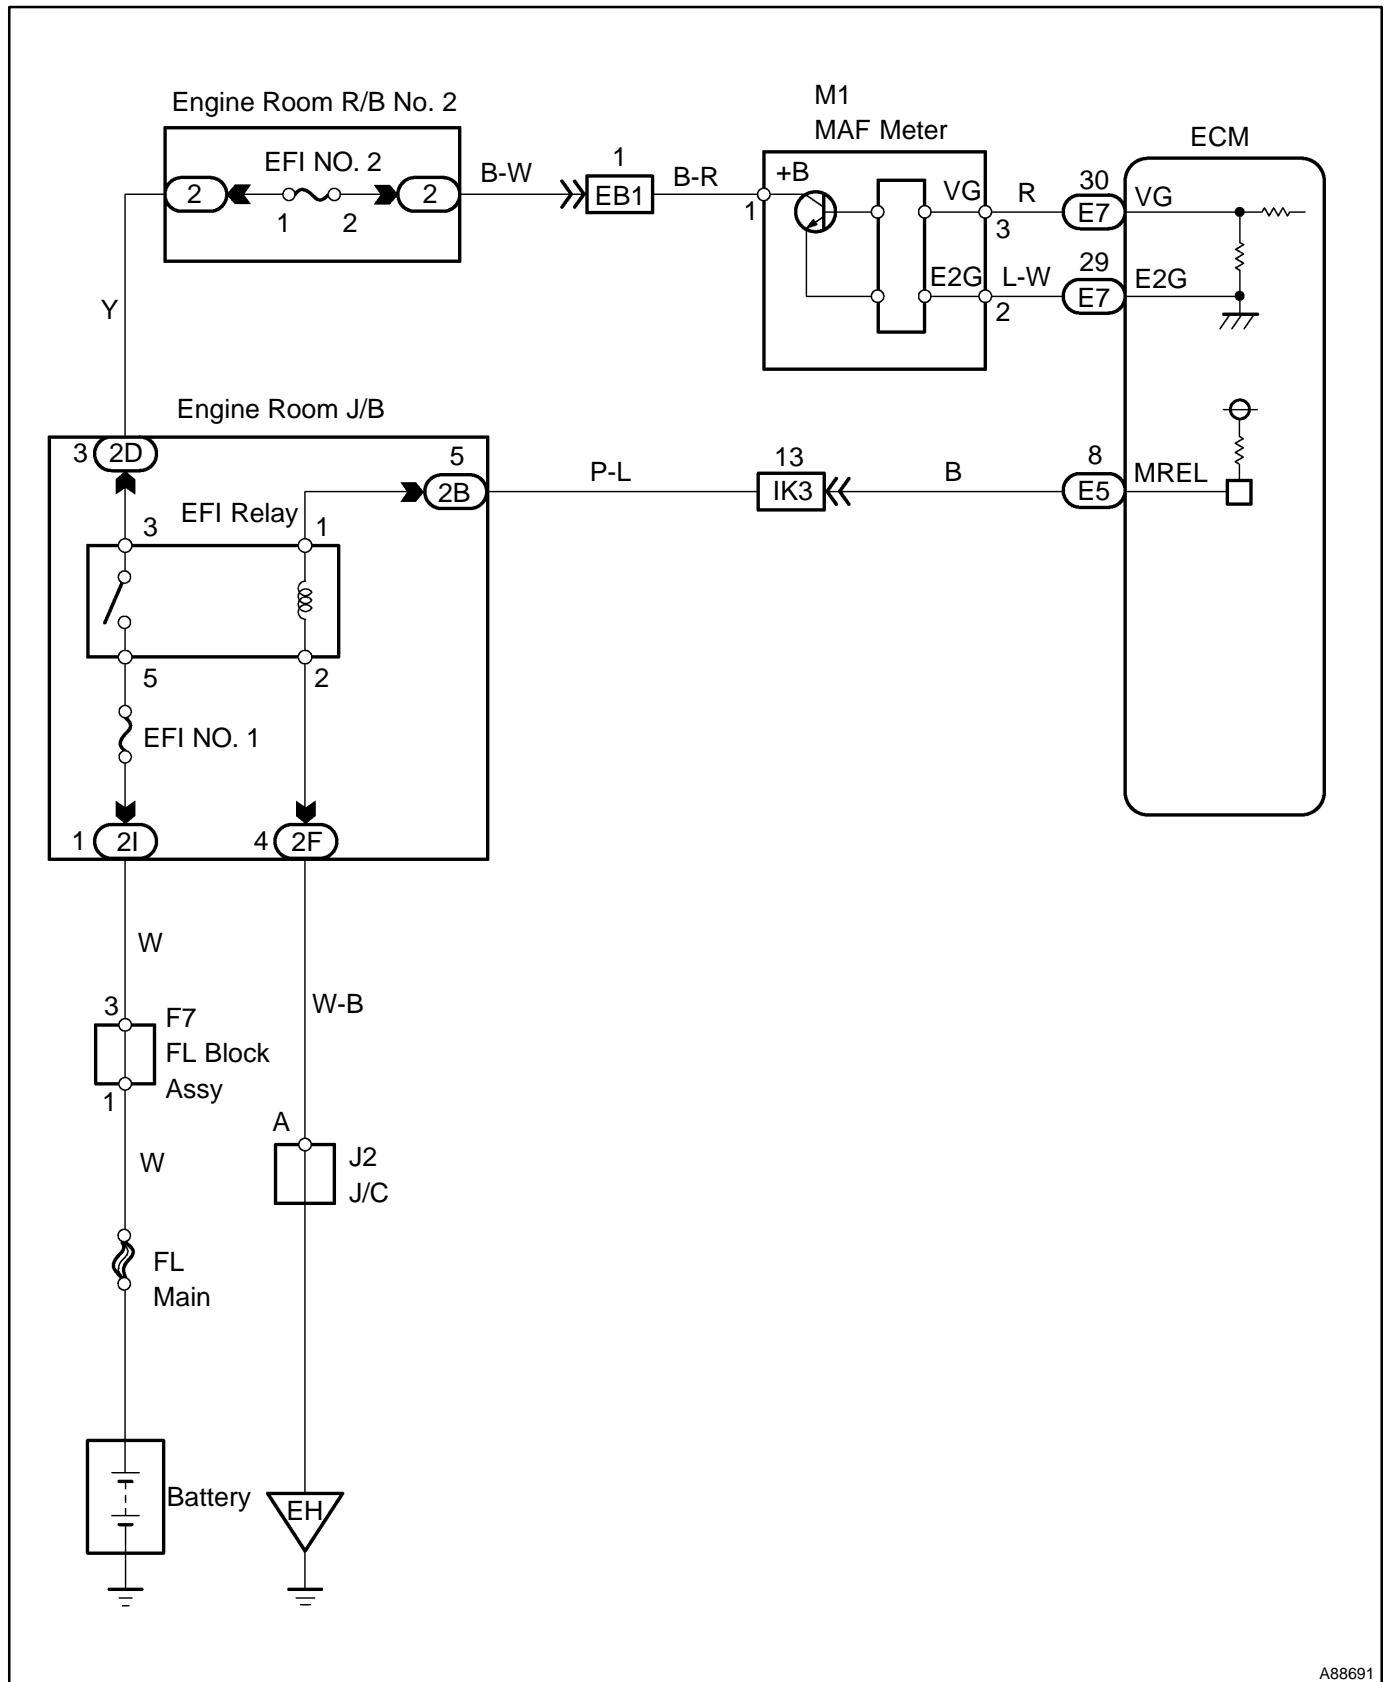 M1
MAF Meter
Engine Room R/B No. 2
ECM
EFI NO. 2
2
2
1
2
B-W
1
EB1
B-R
+B
1
VG
3
R
30
E7
VG
E2G
2
L-W
29
E7
E2G
Y
Engine Room J/B
3
2D
5
2B
P-L
13
IK3
B
8
E5
MREL
EFI Relay
3
1
5
2
EFI NO. 1
1
2I
4
2F
W
W-B
3
F7
FL Block
Assy
1
A
J2
J/C
W
FL
Main
Battery
EH
A88691